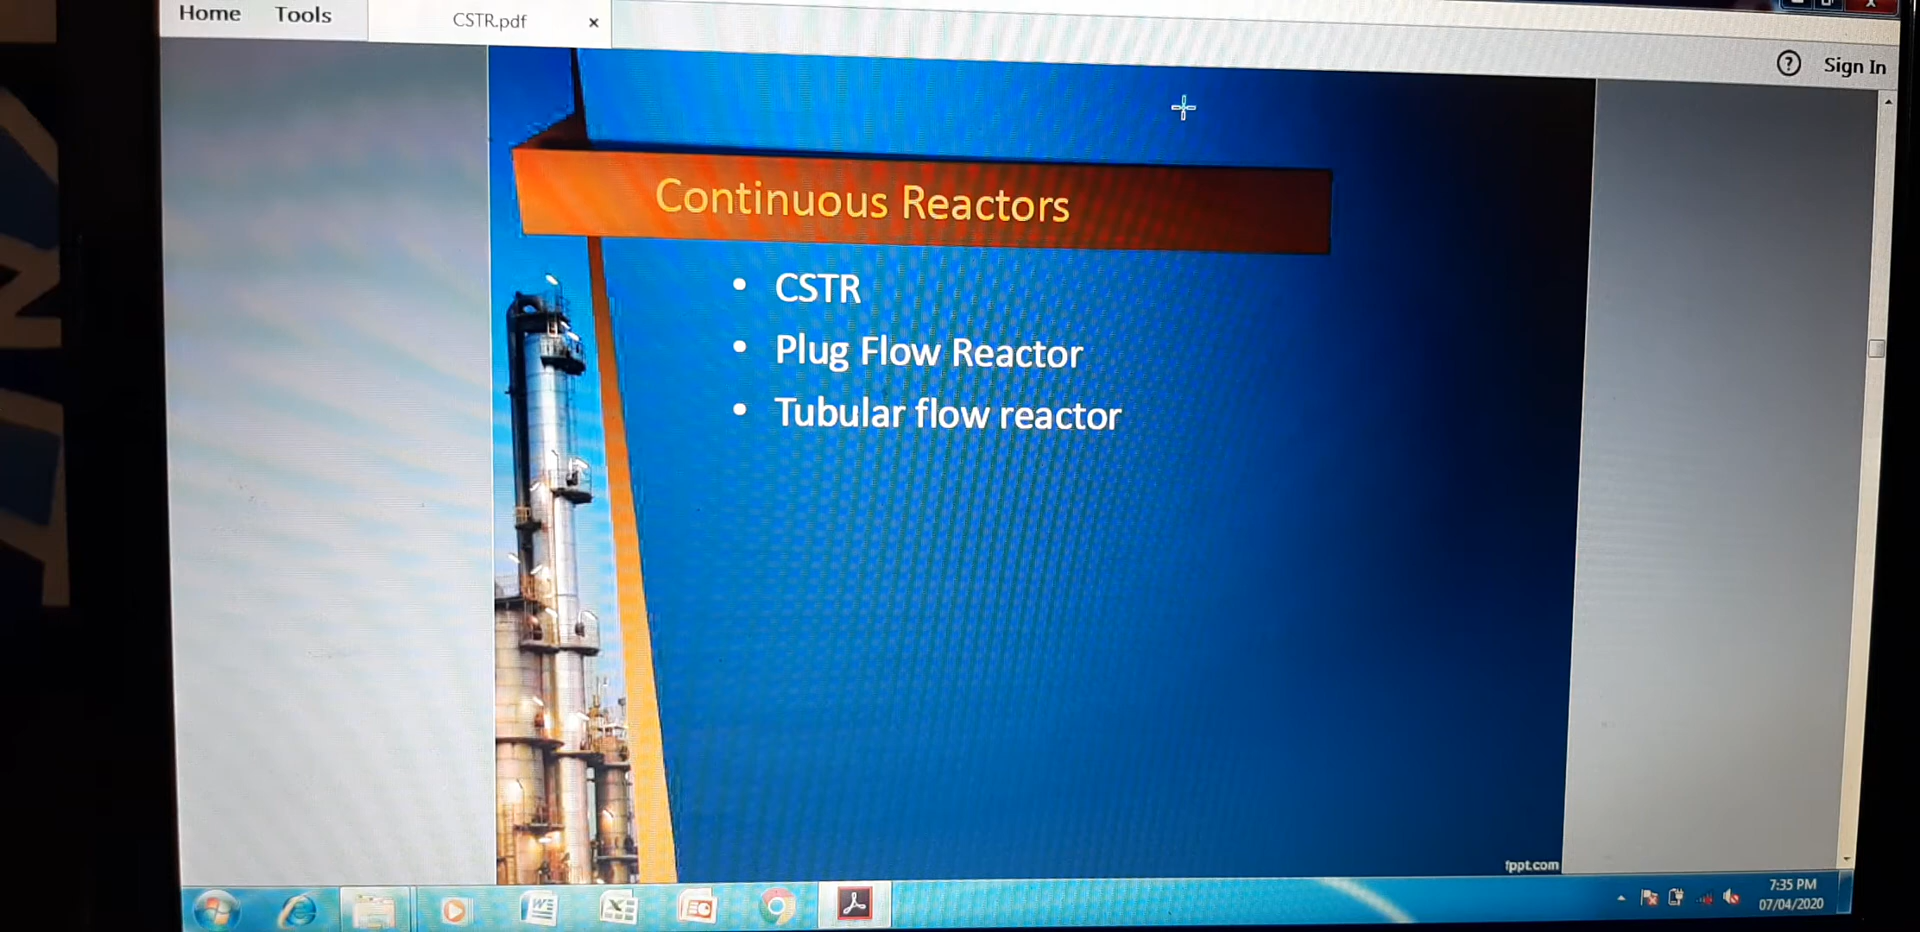 Home Tools CSTR.pdf ×
? Sign In
Continuous Reactors
• CSTR
• Plug Flow Reactor
• Tubular flow reactor
fppt.com
7:35 PM
07/04/2020